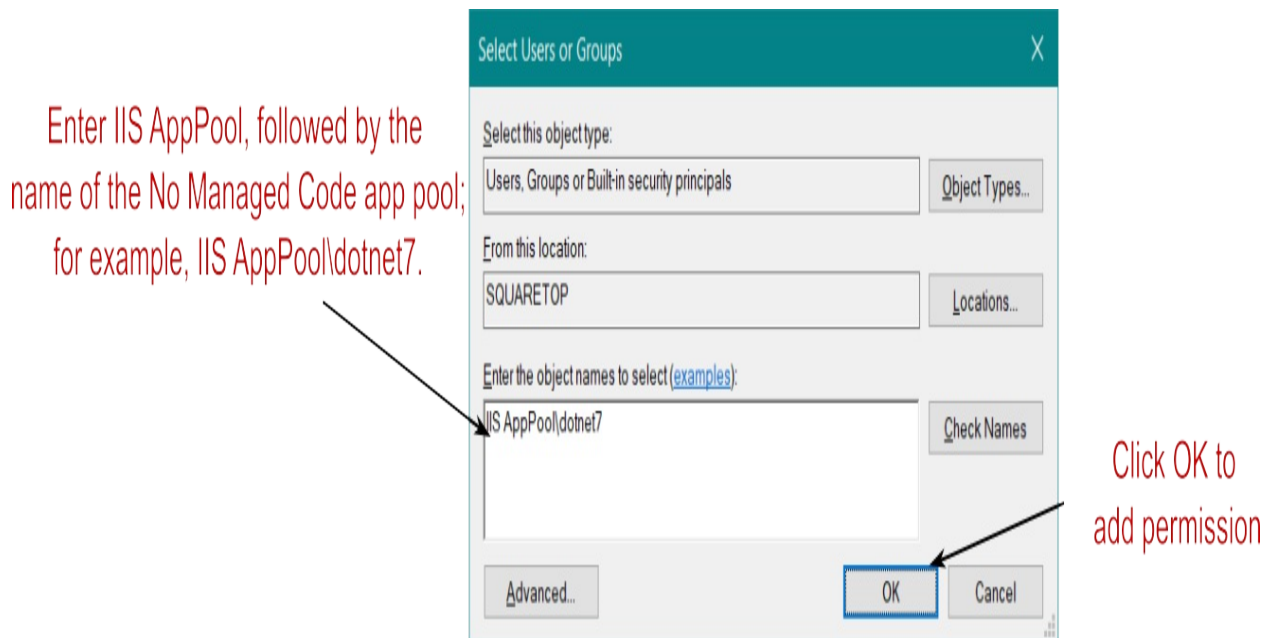 Select Users or Groups
X
Enter IIS AppPool, followed by the
name of the No Managed Code app pool;
for example, IIS AppPool\dotnet7.
Select this object type:
Users, Groups or Built-in security principals
Object Types...
From this location:
SQUARETOP
Locations...
Enter the object names to select (examples):
IIS AppPool\dotnet7
Check Names
Click OK to
add permission
Advanced...
OK
Cancel